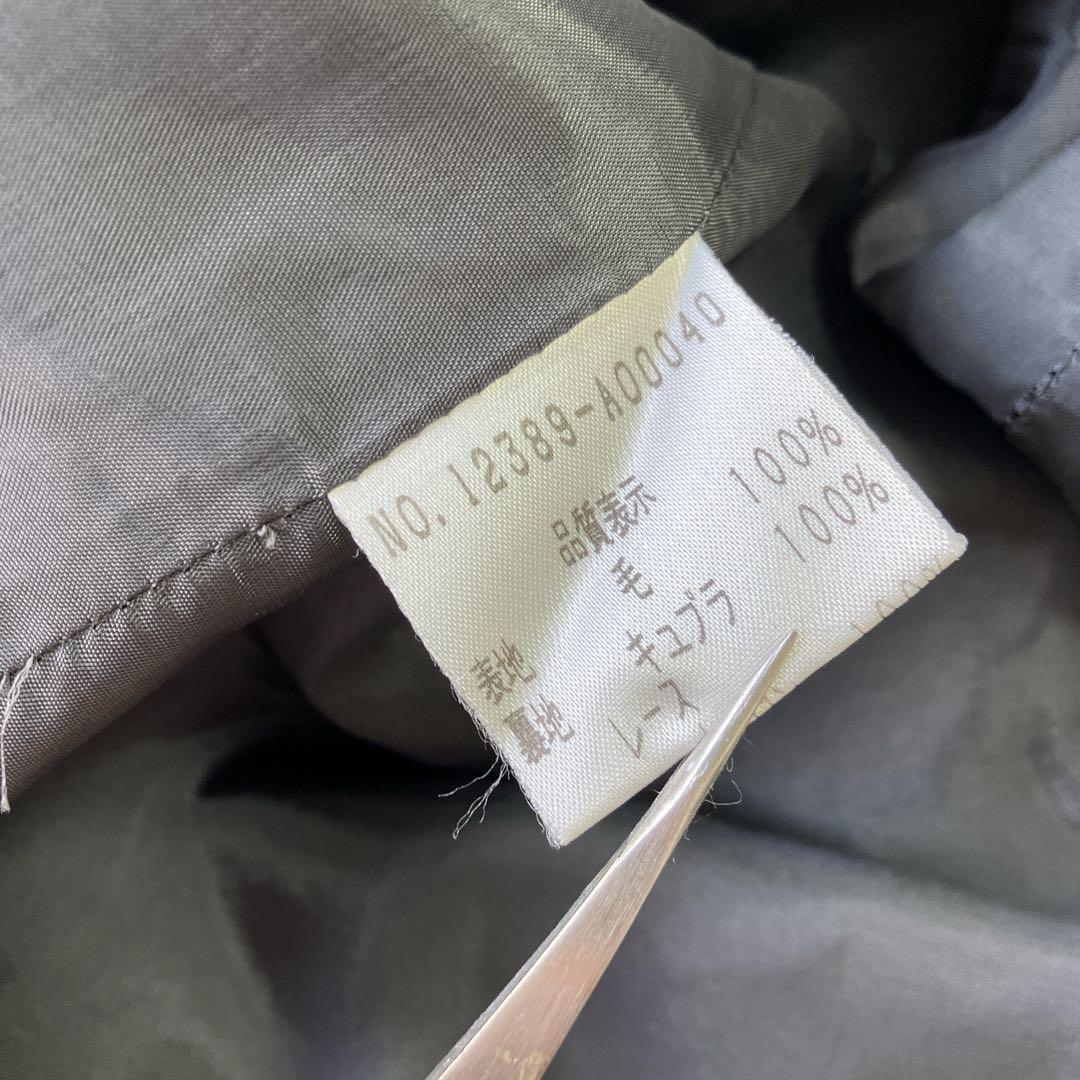 NO. 12389-A00040
品質表示
表地 毛 100%
裏地 キュプラ 100%
レース